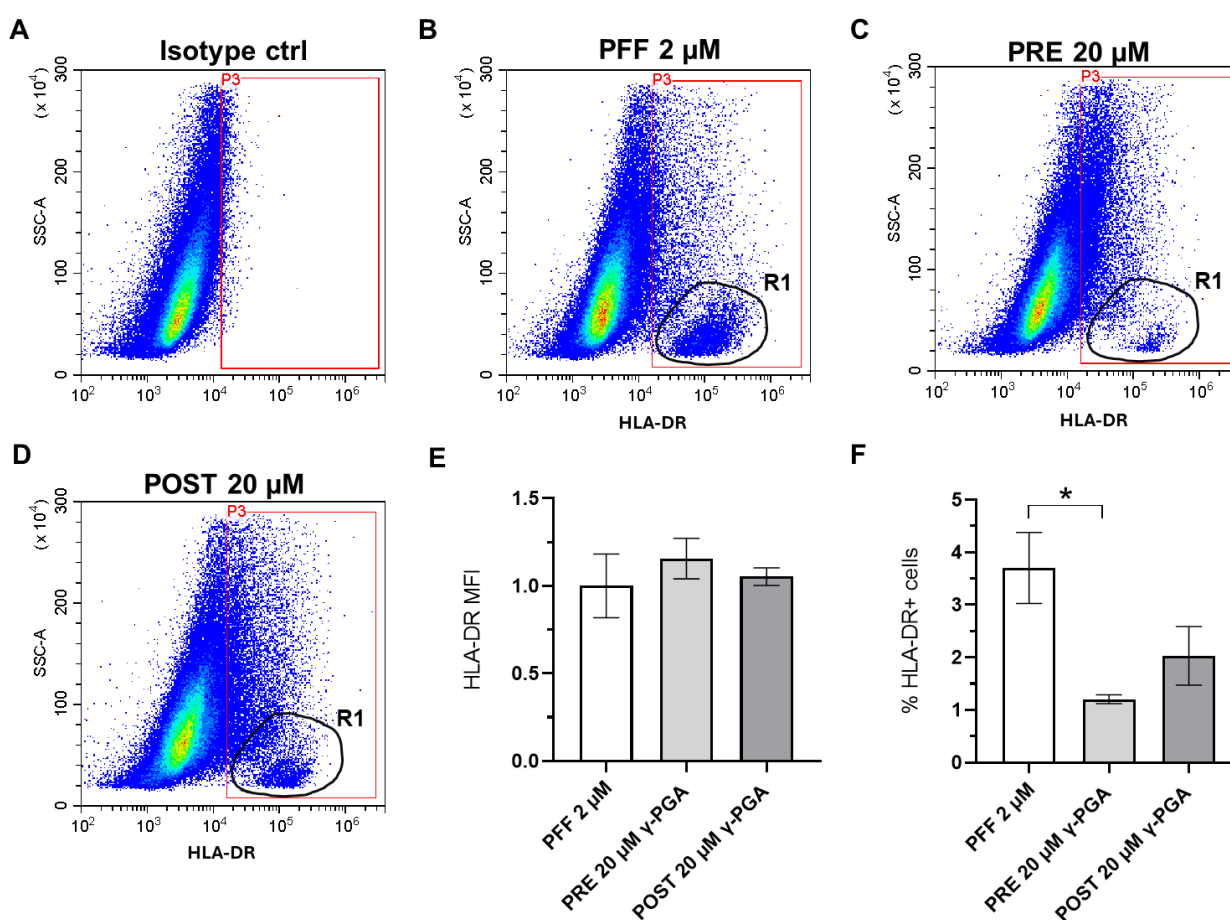 A
Isotype ctrl
B
PFF 2 µM
C
PRE 20 µM
(x 10⁴)
SSC-A
300
200
100
0
P3
10² 10³ 10⁴ 10⁵ 10⁶
(x 10⁴)
SSC-A
300
200
100
0
P3
R1
10² 10³ 10⁴ 10⁵ 10⁶
HLA-DR
(x 10⁴)
SSC-A
300
200
100
0
P3
R1
10² 10³ 10⁴ 10⁵ 10⁶
HLA-DR
D
POST 20 µM
(x 10⁴)
SSC-A
300
200
100
0
P3
R1
10² 10³ 10⁴ 10⁵ 10⁶
HLA-DR
E
HLA-DR MFI
1.5
1.0
0.5
0.0
PFF 2 µM
PRE 20 µM γ-PGA
POST 20 µM γ-PGA
F
% HLA-DR+ cells
5
4
3
2
1
0
*
PFF 2 µM
PRE 20 µM γ-PGA
POST 20 µM γ-PGA